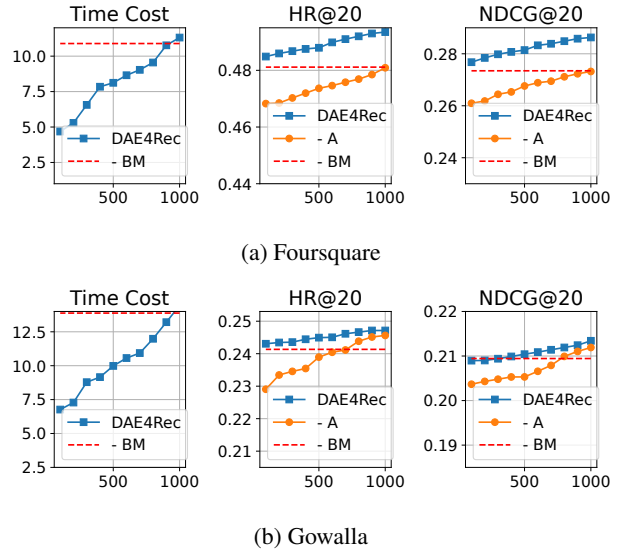 Time Cost
HR@20
NDCG@20
10.0
7.5
5.0
2.5
DAE4Rec
- BM
500
1000
0.48
0.46
0.44
DAE4Rec
- A
- BM
500
1000
0.28
0.26
0.24
DAE4Rec
- A
- BM
500
1000
(a) Foursquare
Time Cost
HR@20
NDCG@20
12.5
10.0
7.5
5.0
2.5
DAE4Rec
- BM
500
1000
0.25
0.24
0.23
0.22
0.21
DAE4Rec
- A
- BM
500
1000
0.22
0.21
0.20
0.19
DAE4Rec
- A
- BM
500
1000
(b) Gowalla